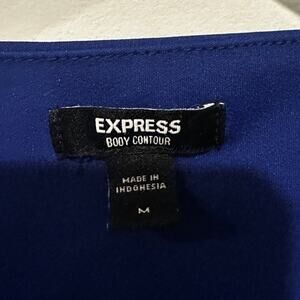 EXPRESS
BODY CONTOUR
MADE IN
INDONESIA
M